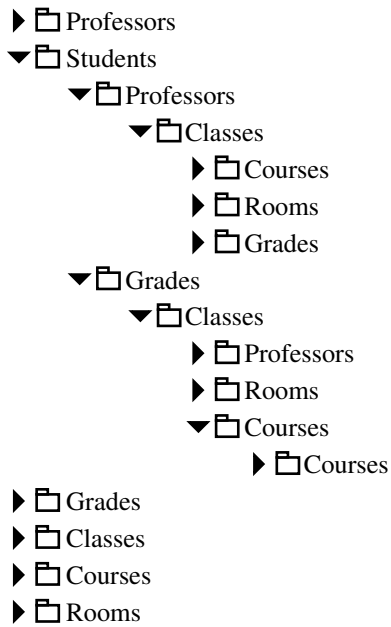 Professors
Students
Professors
Classes
Courses
Rooms
Grades
Grades
Classes
Professors
Rooms
Courses
Courses
Grades
Classes
Courses
Rooms